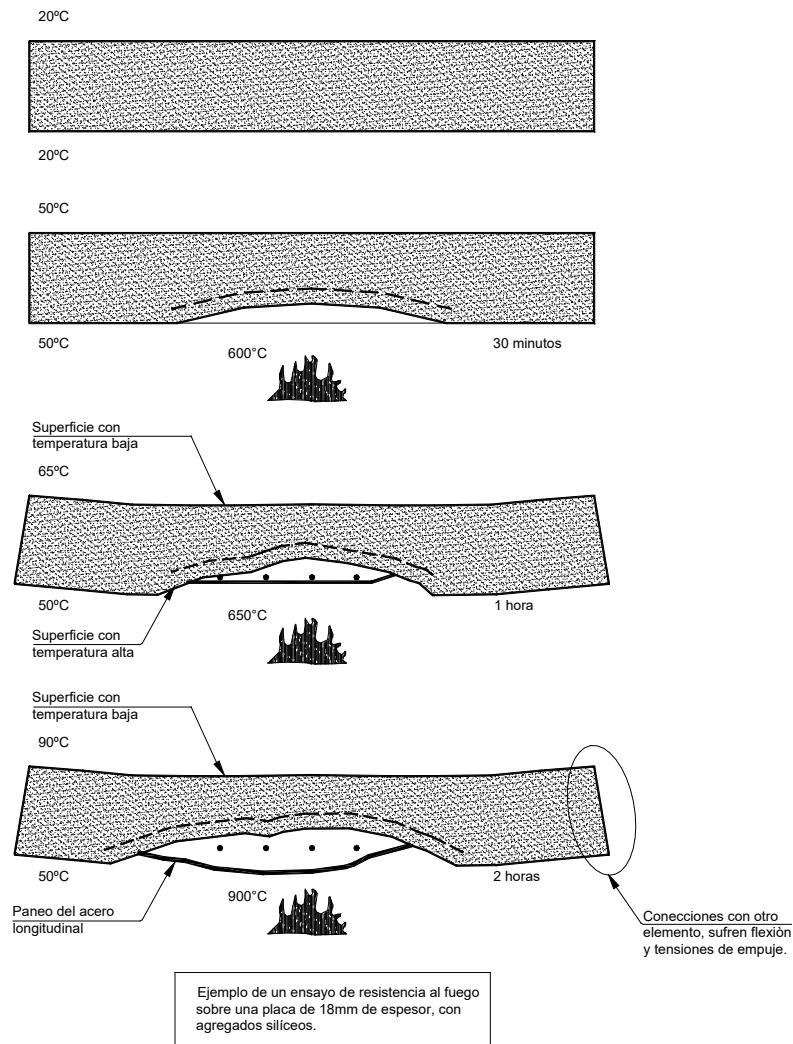 20ºC
20ºC
50ºC
50ºC
600°C
30 minutos
Superficie con
temperatura baja
65ºC
50ºC
650°C
1 hora
Superficie con
temperatura alta
Superficie con
temperatura baja
90ºC
50ºC
900°C
2 horas
Paneo del acero
longitudinal
Conecciones con otro
elemento, sufren flexiòn
y tensiones de empuje.
Ejemplo de un ensayo de resistencia al fuego
sobre una placa de 18mm de espesor, con
agregados silíceos.